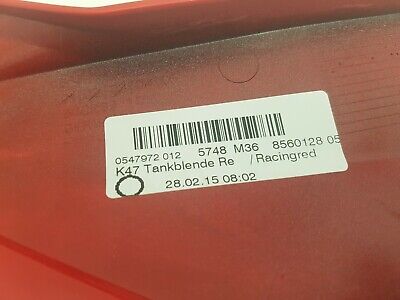 0547972 012 5748 M36 8560128 05
K47 Tankblende Re /Racingred
28.02.15 08:02